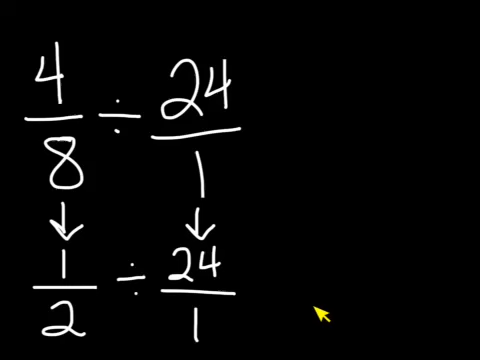 4/8 ÷ 24/1
↓ ↓
1/2 ÷ 24/1